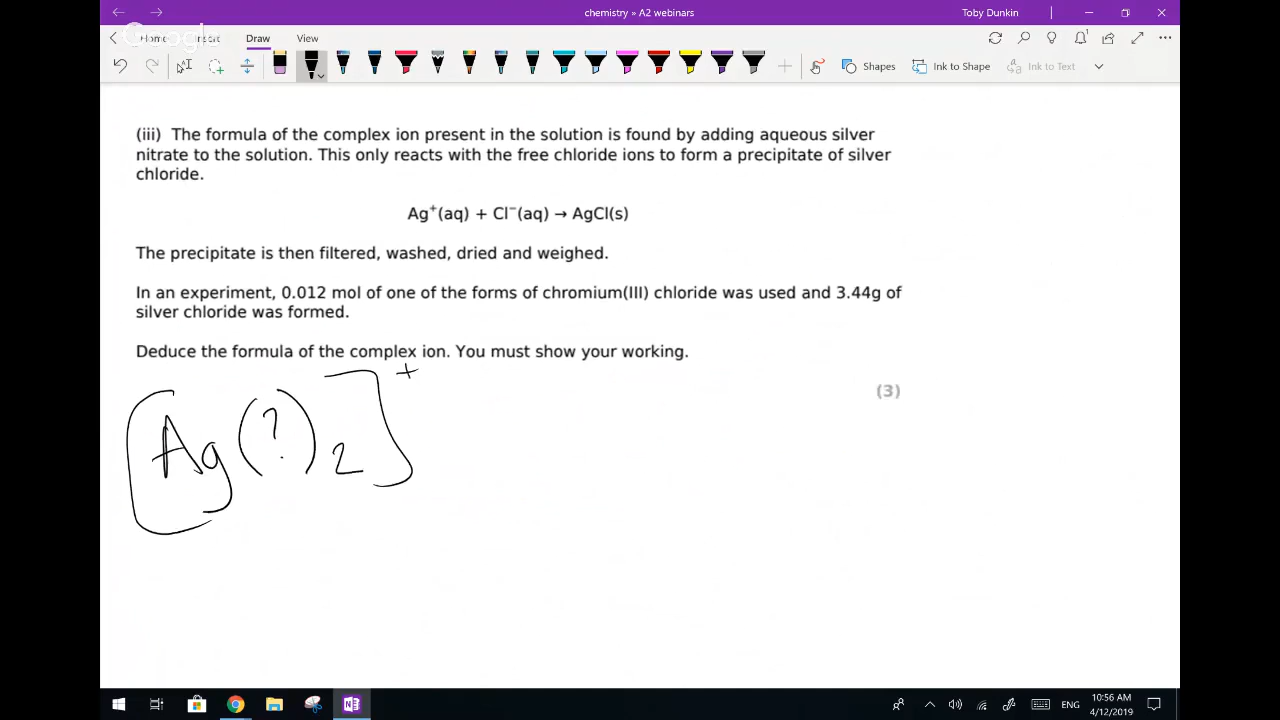 chemistry » A2 webinars
Toby Dunkin
Google
Home Insert Draw View
Shapes Ink to Shape Ink to Text
(iii) The formula of the complex ion present in the solution is found by adding aqueous silver
nitrate to the solution. This only reacts with the free chloride ions to form a precipitate of silver
chloride.
Ag⁺(aq) + Cl⁻(aq) → AgCl(s)
The precipitate is then filtered, washed, dried and weighed.
In an experiment, 0.012 mol of one of the forms of chromium(III) chloride was used and 3.44g of
silver chloride was formed.
Deduce the formula of the complex ion. You must show your working.
(3)
[Ag(?)₂]⁺
ENG
10:56 AM
4/12/2019